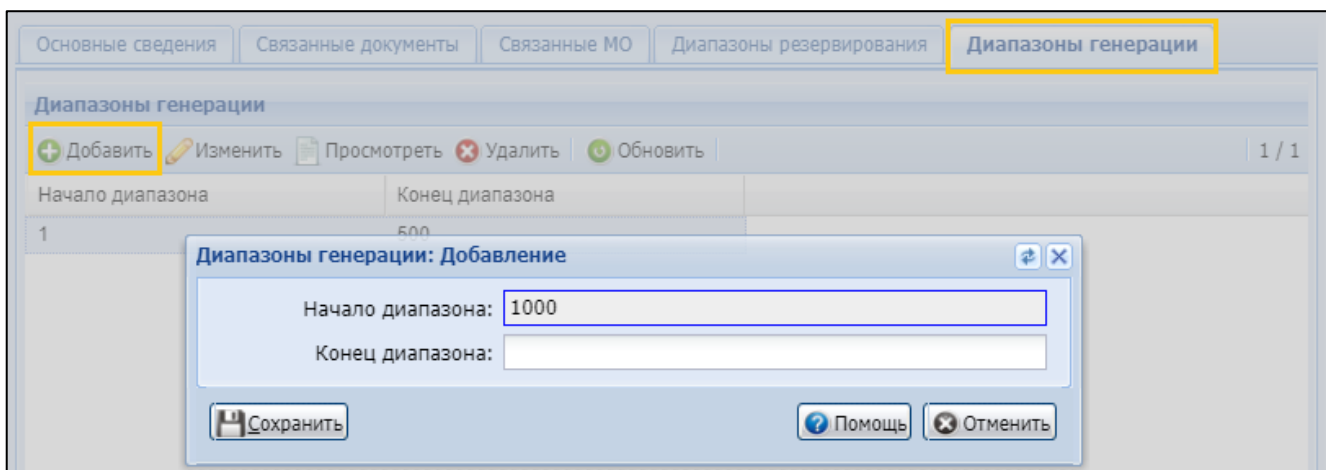 Основные сведения Связанные документы Связанные МО Диапазоны резервирования Диапазоны генерации
Диапазоны генерации
Добавить Изменить Просмотреть Удалить Обновить 1 / 1
Начало диапазона Конец диапазона
1 500
Диапазоны генерации: Добавление
Начало диапазона: 1000
Конец диапазона:
Сохранить Помощь Отменить